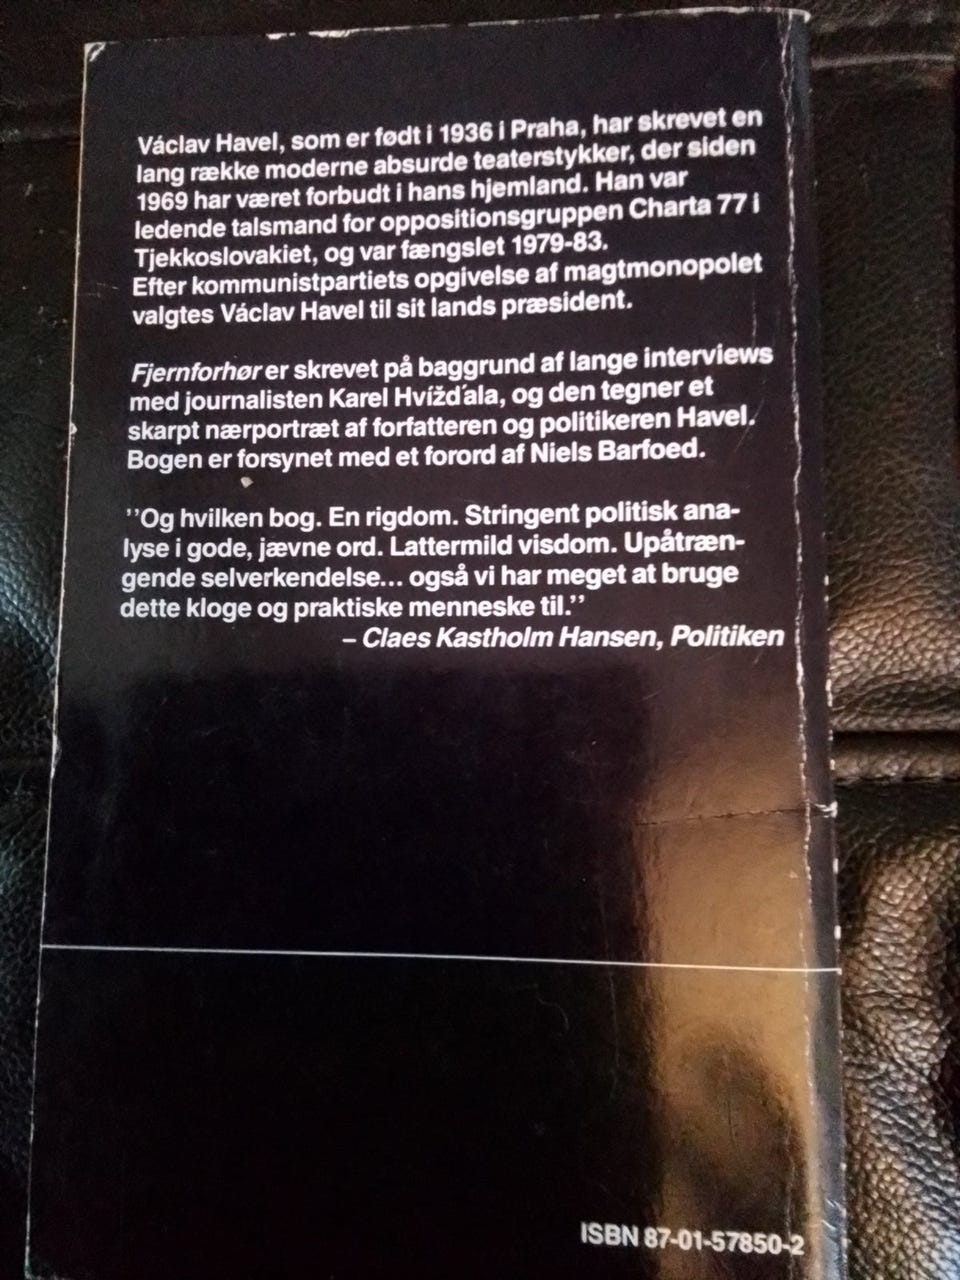 Václav Havel, som er født i 1936 i Praha, har skrevet en
lang række moderne absurde teaterstykker, der siden
1969 har været forbudt i hans hjemland. Han var
ledende talsmand for oppositionsgruppen Charta 77 i
Tjekkoslovakiet, og var fængslet 1979-83.
Efter kommunistpartiets opgivelse af magtmonopolet
valgtes Václav Havel til sit lands præsident.
Fjernforhør er skrevet på baggrund af lange interviews
med journalisten Karel Hvížd´ala, og den tegner et
skarpt nærportræt af forfatteren og politikeren Havel.
Bogen er forsynet med et forord af Niels Barfoed.
''Og hvilken bog. En rigdom. Stringent politisk ana-
lyse i gode, jævne ord. Lattermild visdom. Upåtræn-
gende selverkendelse... også vi har meget at bruge
dette kloge og praktiske menneske til.''
– Claes Kastholm Hansen, Politiken
ISBN 87-01-57850-2